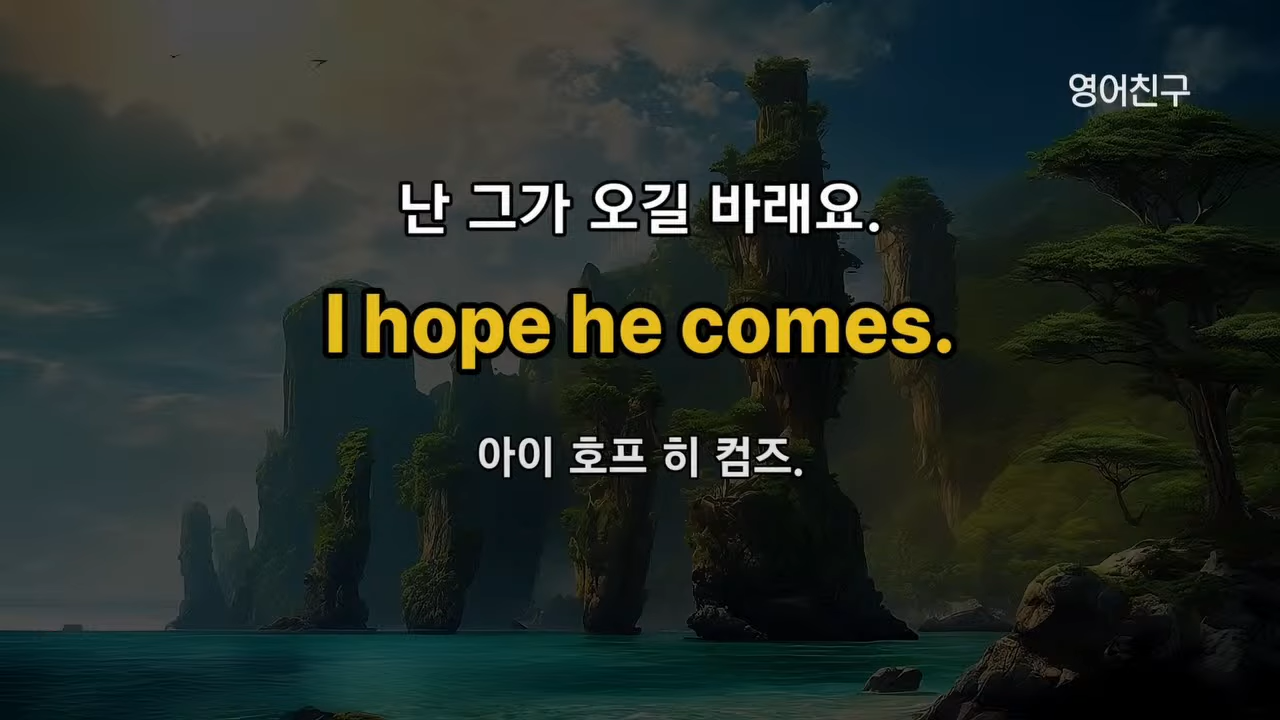 영어친구
난 그가 오길 바래요.
I hope he comes.
아이 호프 히 컴즈.